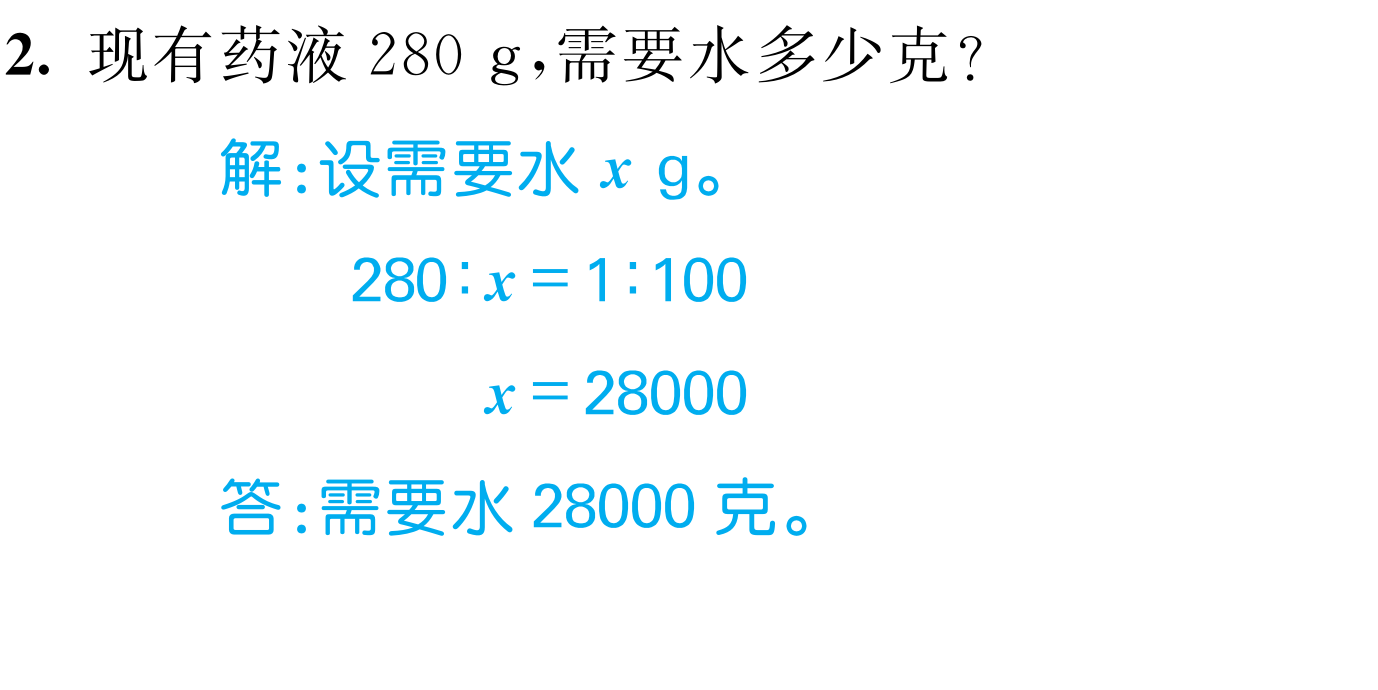 2. 现有药液 280 g,需要水多少克?
解:设需要水 x g。
280∶x＝1∶100
x＝28000
答:需要水 28000 克。